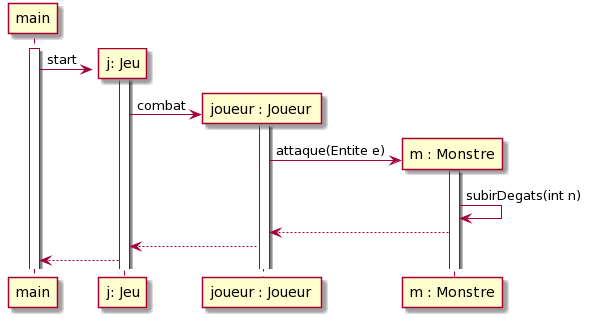 main
start
j: Jeu
combat
joueur : Joueur
attaque(Entite e)
m : Monstre
subirDegats(int n)
main
j: Jeu
joueur : Joueur
m : Monstre